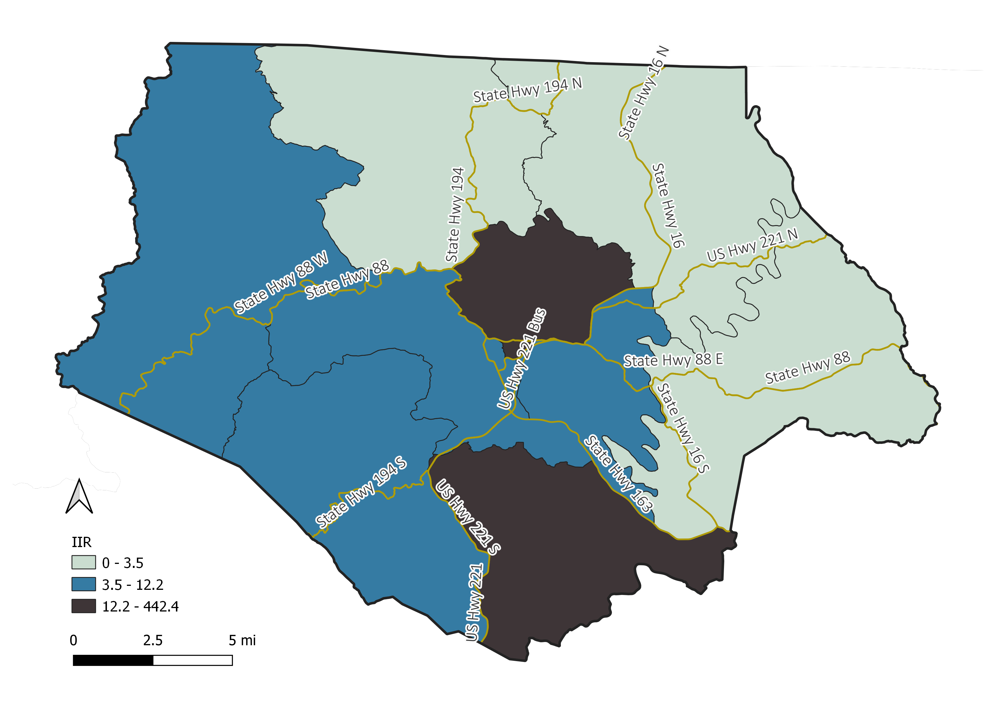 State Hwy 16 N
State Hwy 194 N
State Hwy 194
State Hwy 16
US Hwy 221 N
State Hwy 88 W
State Hwy 88
US Hwy 221 Bus
State Hwy 88 E
State Hwy 88
State Hwy 16 S
State Hwy 163
State Hwy 194 S
US Hwy 221 S
US Hwy 221
IIR
0 - 3.5
3.5 - 12.2
12.2 - 442.4
0 2.5 5 mi